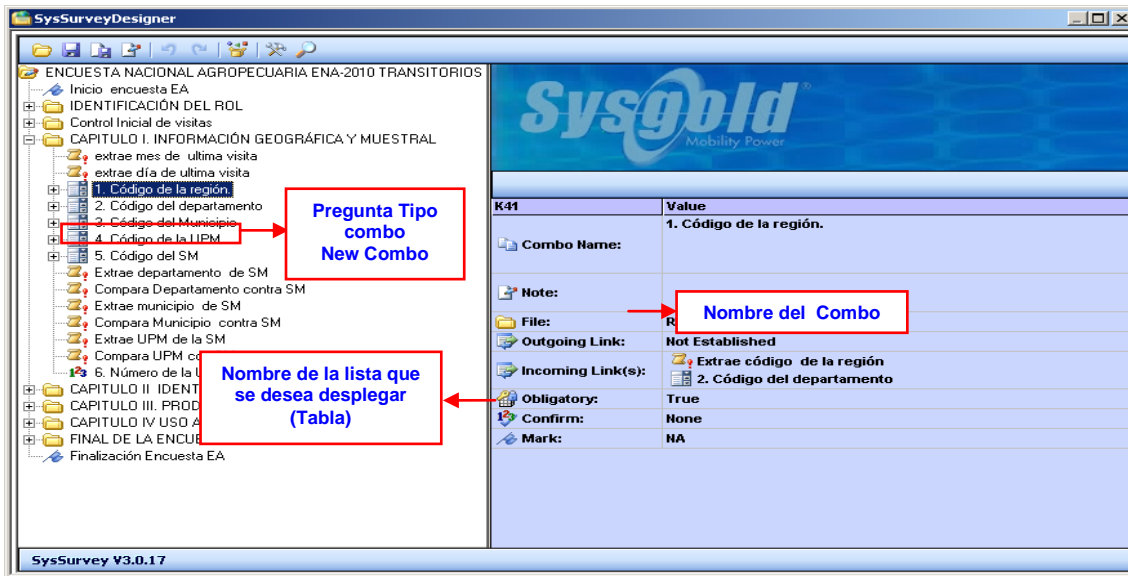 SysSurveyDesigner
ENCUESTA NACIONAL AGROPECUARIA ENA-2010 TRANSITORIOS
Inicio encuesta EA
IDENTIFICACIÓN DEL ROL
Control Inicial de visitas
CAPITULO I. INFORMACIÓN GEOGRÁFICA Y MUESTRAL
extrae mes de ultima visita
extrae día de ultima visita
1. Código de la región.
2. Código del departamento
3. Código del Municipio
4. Código de la UPM
5. Código del SM
Extrae departamento de SM
Compara Departamento contra SM
Extrae municipio de SM
Compara Municipio contra SM
Extrae UPM de la SM
Compara UPM
6. Número de la
CAPITULO II IDENT
CAPITULO III. PROD
CAPITULO IV USO A
FINAL DE LA ENCUE
Finalización Encuesta EA
Pregunta Tipo
combo
New Combo
Nombre de la lista que
se desea desplegar
(Tabla)
Sysgold®
Mobility Power
K41 Value
Combo Name: 1. Código de la región.
Note:
Nombre del Combo
File: R
Outgoing Link: Not Established
Incoming Link(s): Extrae código de la región
2. Código del departamento
Obligatory: True
Confirm: None
Mark: NA
SysSurvey V3.0.17